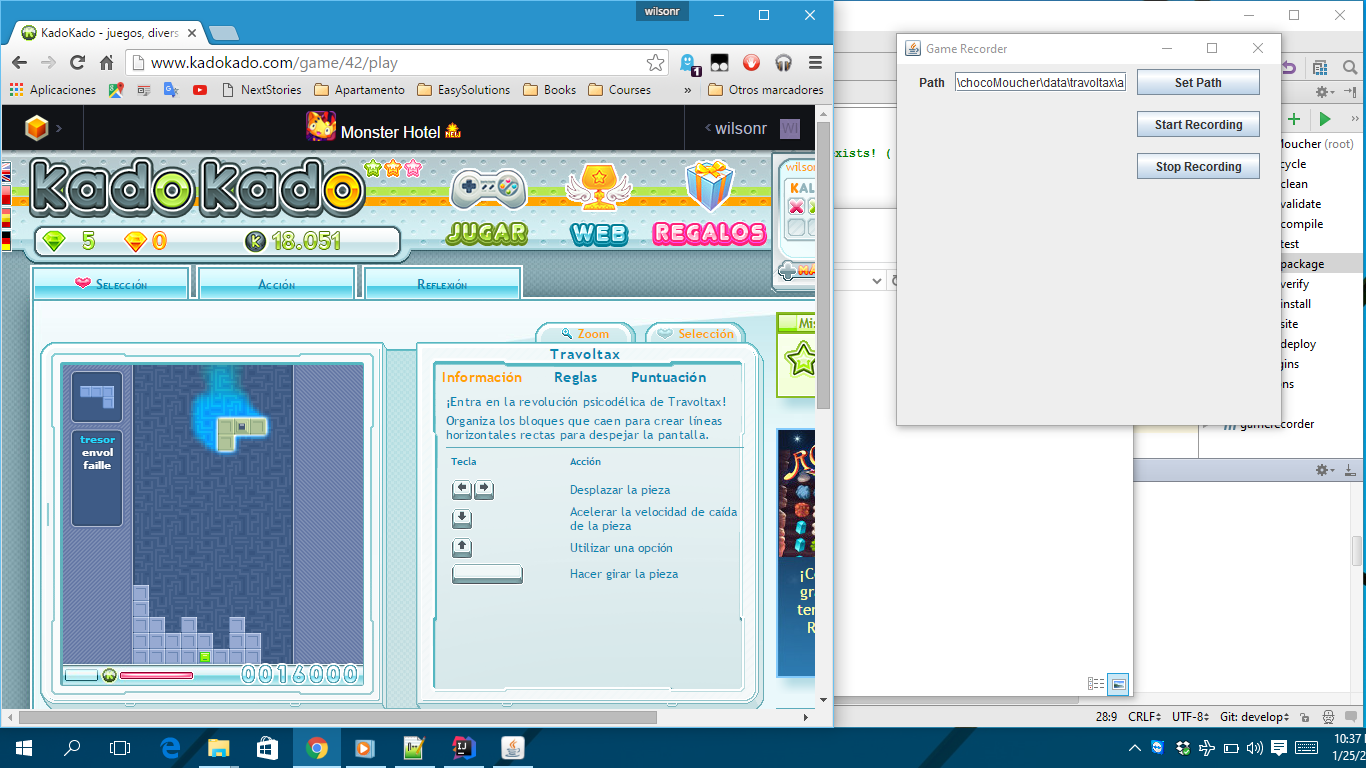 wilsonr
KadoKado - juegos, divers
www.kadokado.com/game/42/play
1
Aplicaciones
NextStories
Apartamento
EasySolutions
Books
Courses
»
Otros marcadores
Monster Hotel NEW
wilsonr
WI
KadoKado
JUGAR
WEB
REGALOS
5
0
K
18.051
Selección
Acción
Reflexión
Zoom
Selección
Travoltax
Información
Reglas
Puntuación
¡Entra en la revolución psicodélica de Travoltax!
Organiza los bloques que caen para crear líneas
horizontales rectas para despejar la pantalla.
Tecla
Acción
Desplazar la pieza
Acelerar la velocidad de caída
de la pieza
Utilizar una opción
Hacer girar la pieza
tresor
envol
faille
0016000
Game Recorder
Path
\chocoMoucher\data\travoltax\a
Set Path
Start Recording
Stop Recording
xists! (
Moucher (root)
cycle
clean
validate
compile
test
package
verify
install
site
deploy
gins
ens
gamerecorder
28:9
CRLF
UTF-8
Git: develop
10:37
1/25/2